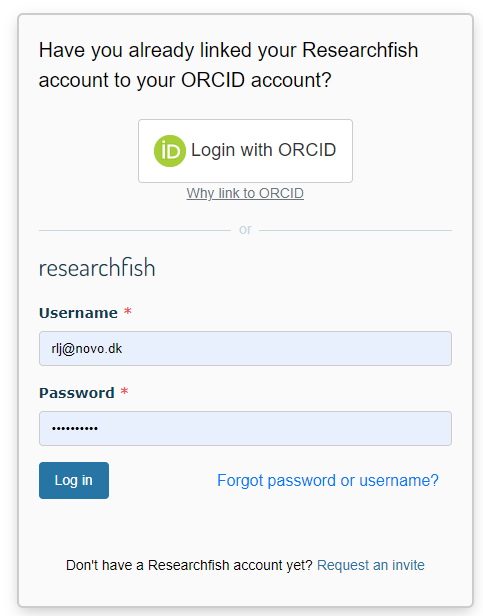 Have you already linked your Researchfish
account to your ORCID account?
iD Login with ORCID
Why link to ORCID
or
researchfish
Username *
rlj@novo.dk
Password *
••••••••••
Log in
Forgot password or username?
Don't have a Researchfish account yet? Request an invite